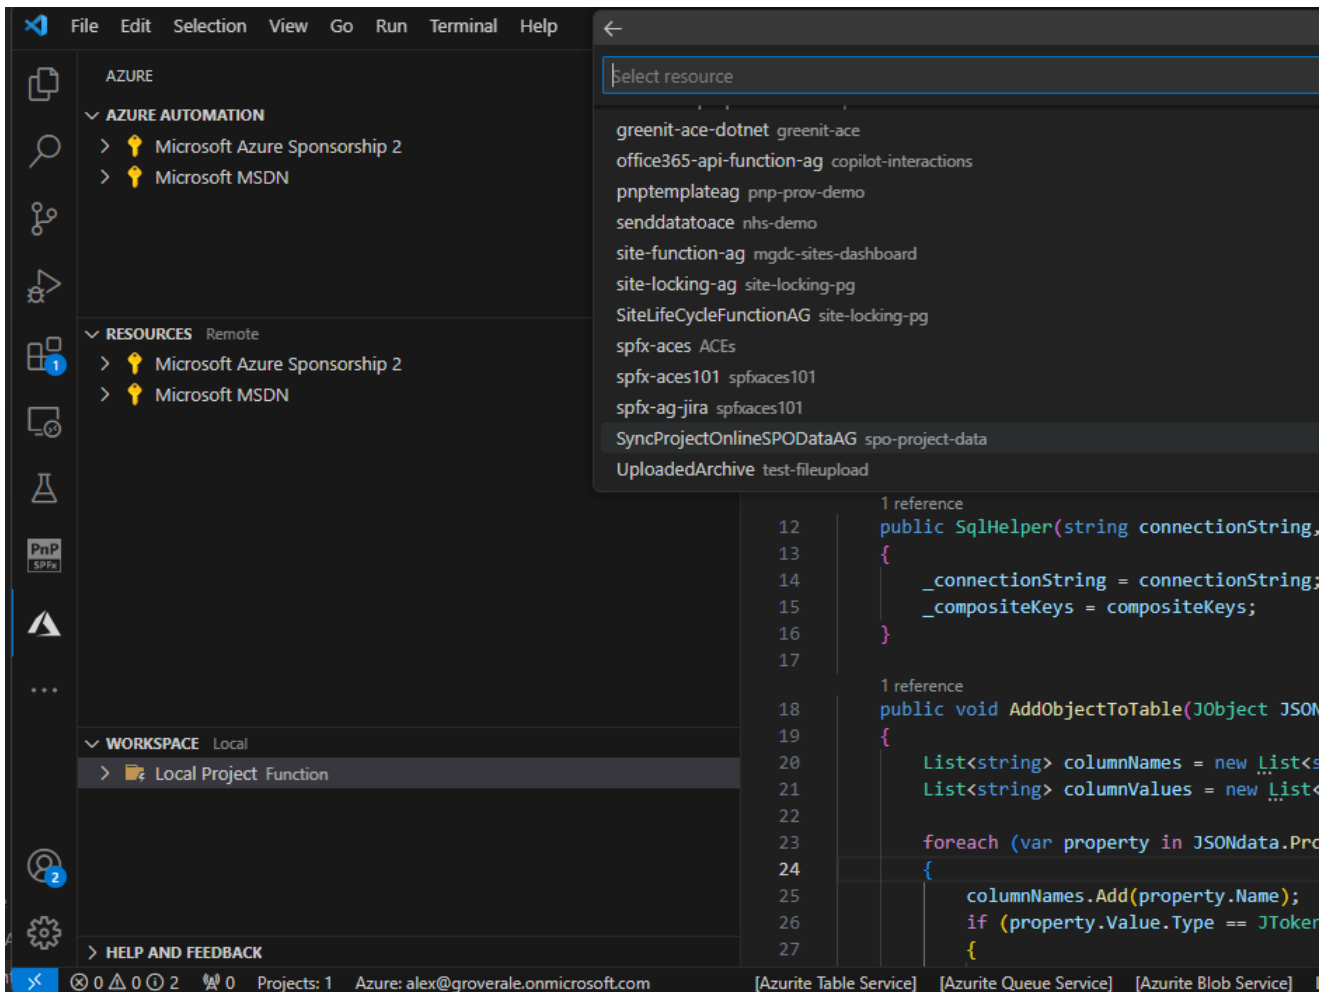 File Edit Selection View Go Run Terminal Help
Select resource
AZURE
AZURE AUTOMATION
Microsoft Azure Sponsorship 2
Microsoft MSDN
RESOURCES Remote
Microsoft Azure Sponsorship 2
Microsoft MSDN
1
PnP
SPFx
WORKSPACE Local
Local Project Function
2
HELP AND FEEDBACK
greenit-ace-dotnet greenit-ace
office365-api-function-ag copilot-interactions
pnptemplateag pnp-prov-demo
senddatatoace nhs-demo
site-function-ag mgdc-sites-dashboard
site-locking-ag site-locking-pg
SiteLifeCycleFunctionAG site-locking-pg
spfx-aces ACEs
spfx-aces101 spfxaces101
spfx-ag-jira spfxaces101
SyncProjectOnlineSPODataAG spo-project-data
UploadedArchive test-fileupload
1 reference
12 public SqlHelper(string connectionString,
13 {
14 _connectionString = connectionString;
15 _compositeKeys = compositeKeys;
16 }
17
1 reference
18 public void AddObjectToTable(JObject JSON
19 {
20 List<string> columnNames = new List<s
21 List<string> columnValues = new List<
22
23 foreach (var property in JSONdata.Pro
24 {
25 columnNames.Add(property.Name);
26 if (property.Value.Type == JToken
27 {
0 0 2 0 Projects: 1 Azure: alex@groverale.onmicrosoft.com [Azurite Table Service] [Azurite Queue Service] [Azurite Blob Service]